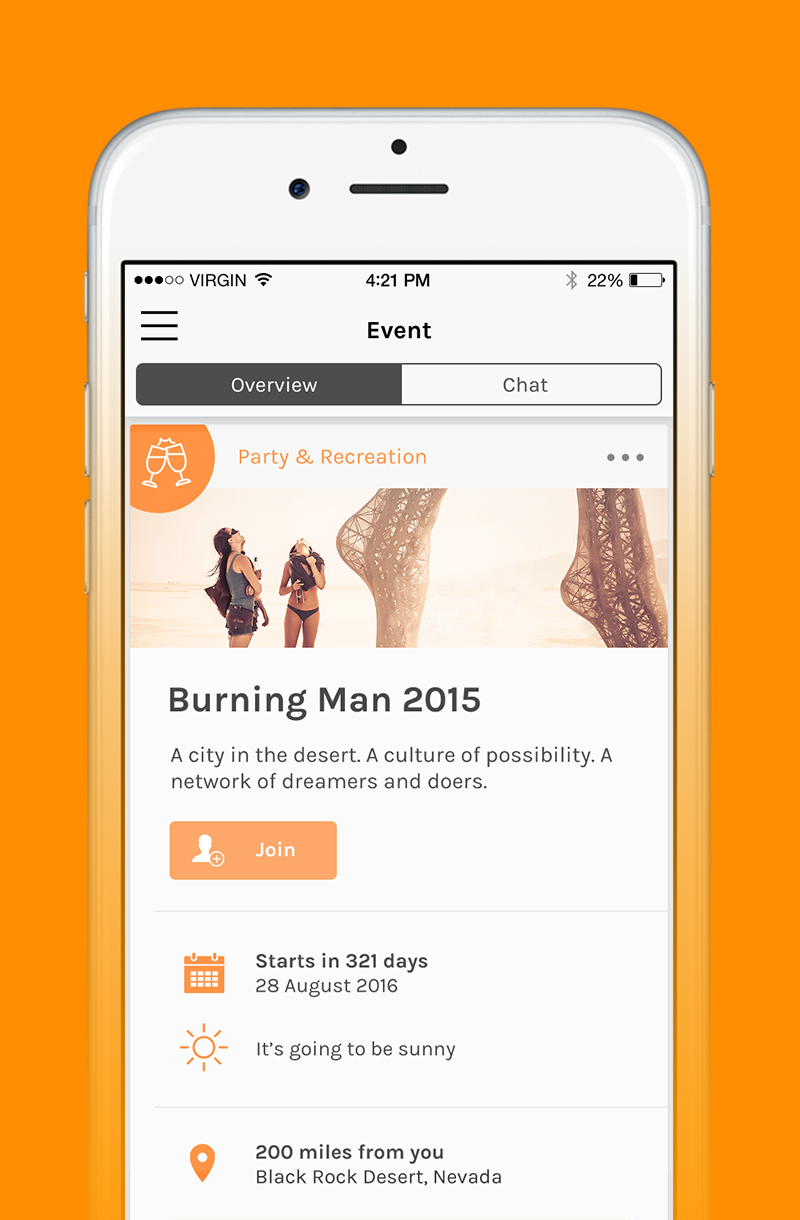 VIRGIN 4:21 PM 22%
Event
Overview Chat
Party & Recreation
Burning Man 2015
A city in the desert. A culture of possibility. A
network of dreamers and doers.
Join
Starts in 321 days
28 August 2016
It’s going to be sunny
200 miles from you
Black Rock Desert, Nevada